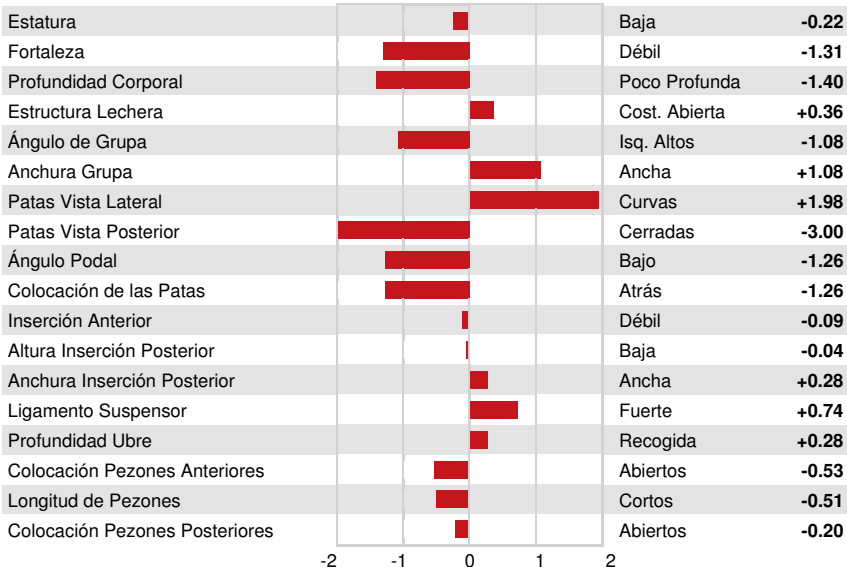 Estatura Baja -0.22
Fortaleza Débil -1.31
Profundidad Corporal Poco Profunda -1.40
Estructura Lechera Cost. Abierta +0.36
Ángulo de Grupa Isq. Altos -1.08
Anchura Grupa Ancha +1.08
Patas Vista Lateral Curvas +1.98
Patas Vista Posterior Cerradas -3.00
Ángulo Podal Bajo -1.26
Colocación de las Patas Atrás -1.26
Inserción Anterior Débil -0.09
Altura Inserción Posterior Baja -0.04
Anchura Inserción Posterior Ancha +0.28
Ligamento Suspensor Fuerte +0.74
Profundidad Ubre Recogida +0.28
Colocación Pezones Anteriores Abiertos -0.53
Longitud de Pezones Cortos -0.51
Colocación Pezones Posteriores Abiertos -0.20
-2 -1 0 1 2